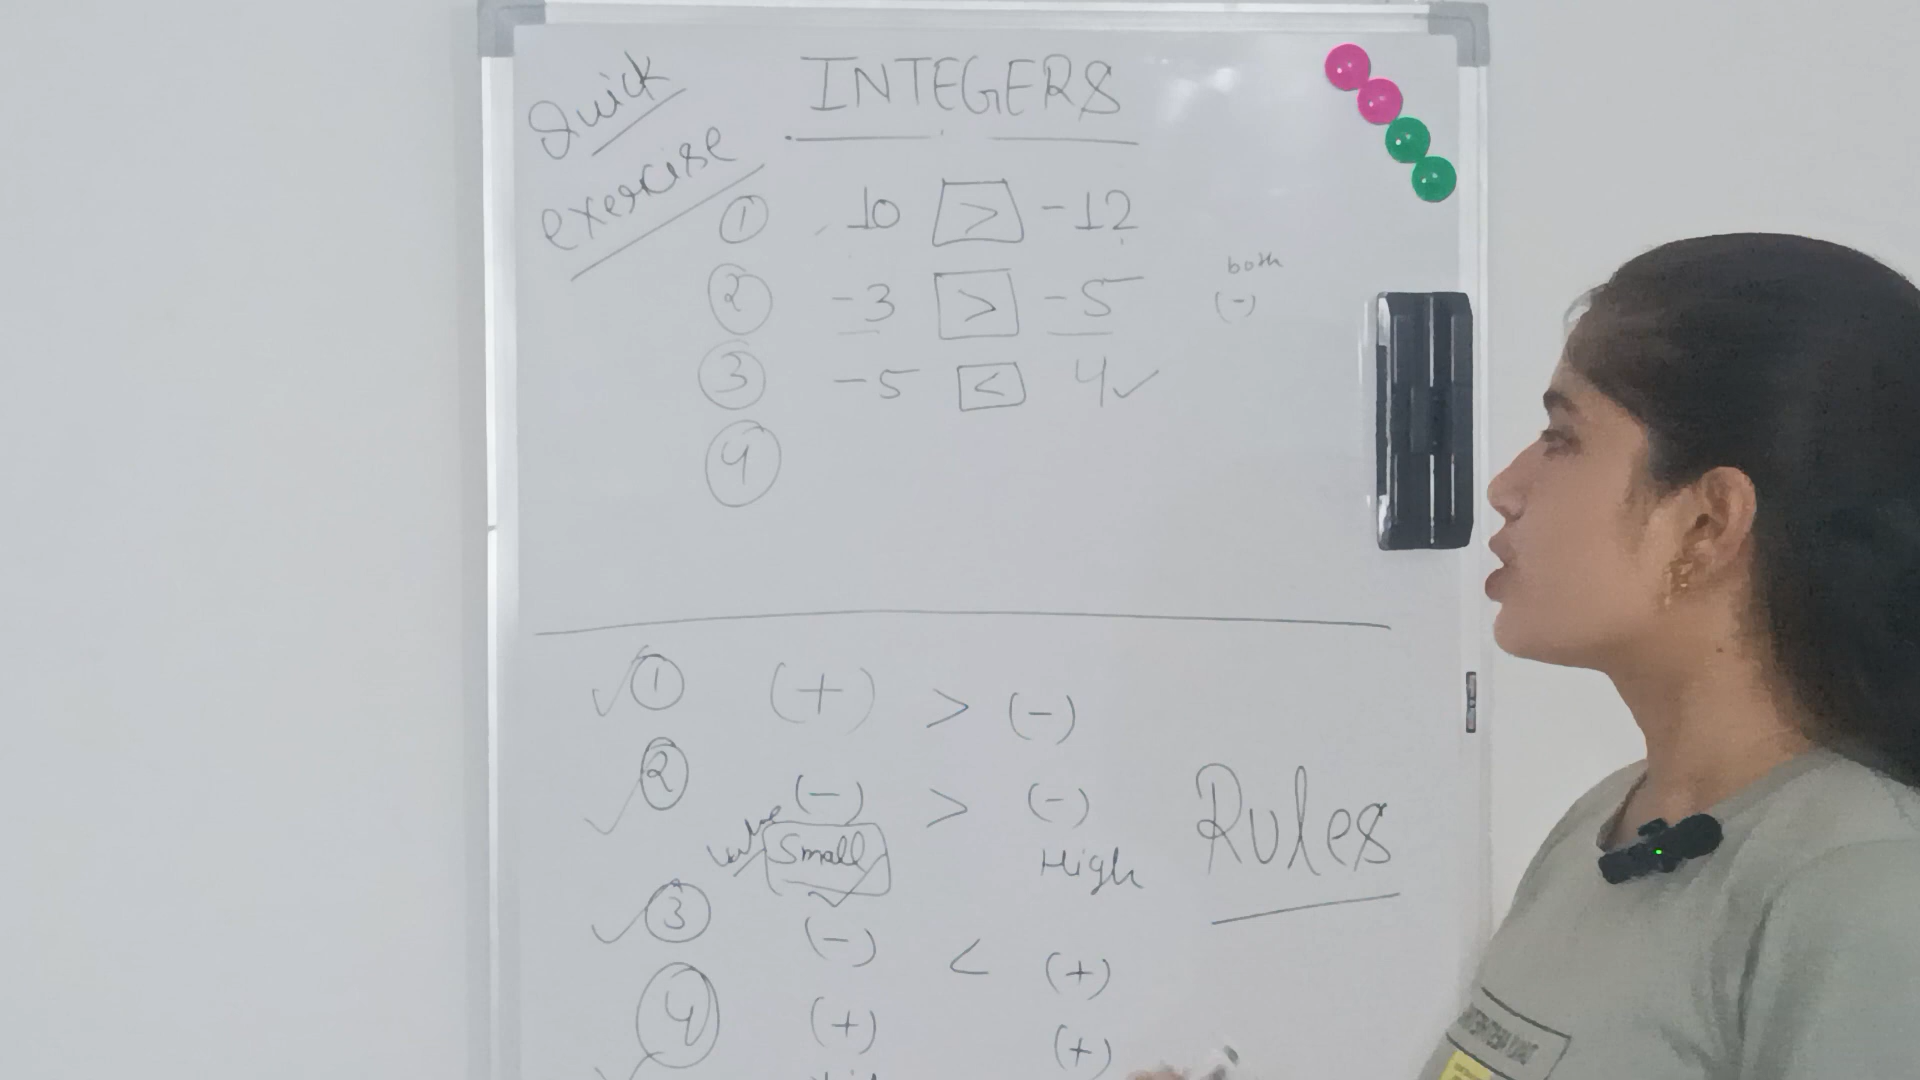 Quick
exercise
INTEGERS
① 10 > -12
② -3 > -5
both
(-)
③ -5 < 4✓
④
✓① (+) > (-)
✓② (-) > (-)
Small High
Rules
✓③ (-) < (+)
④ (+) (+)